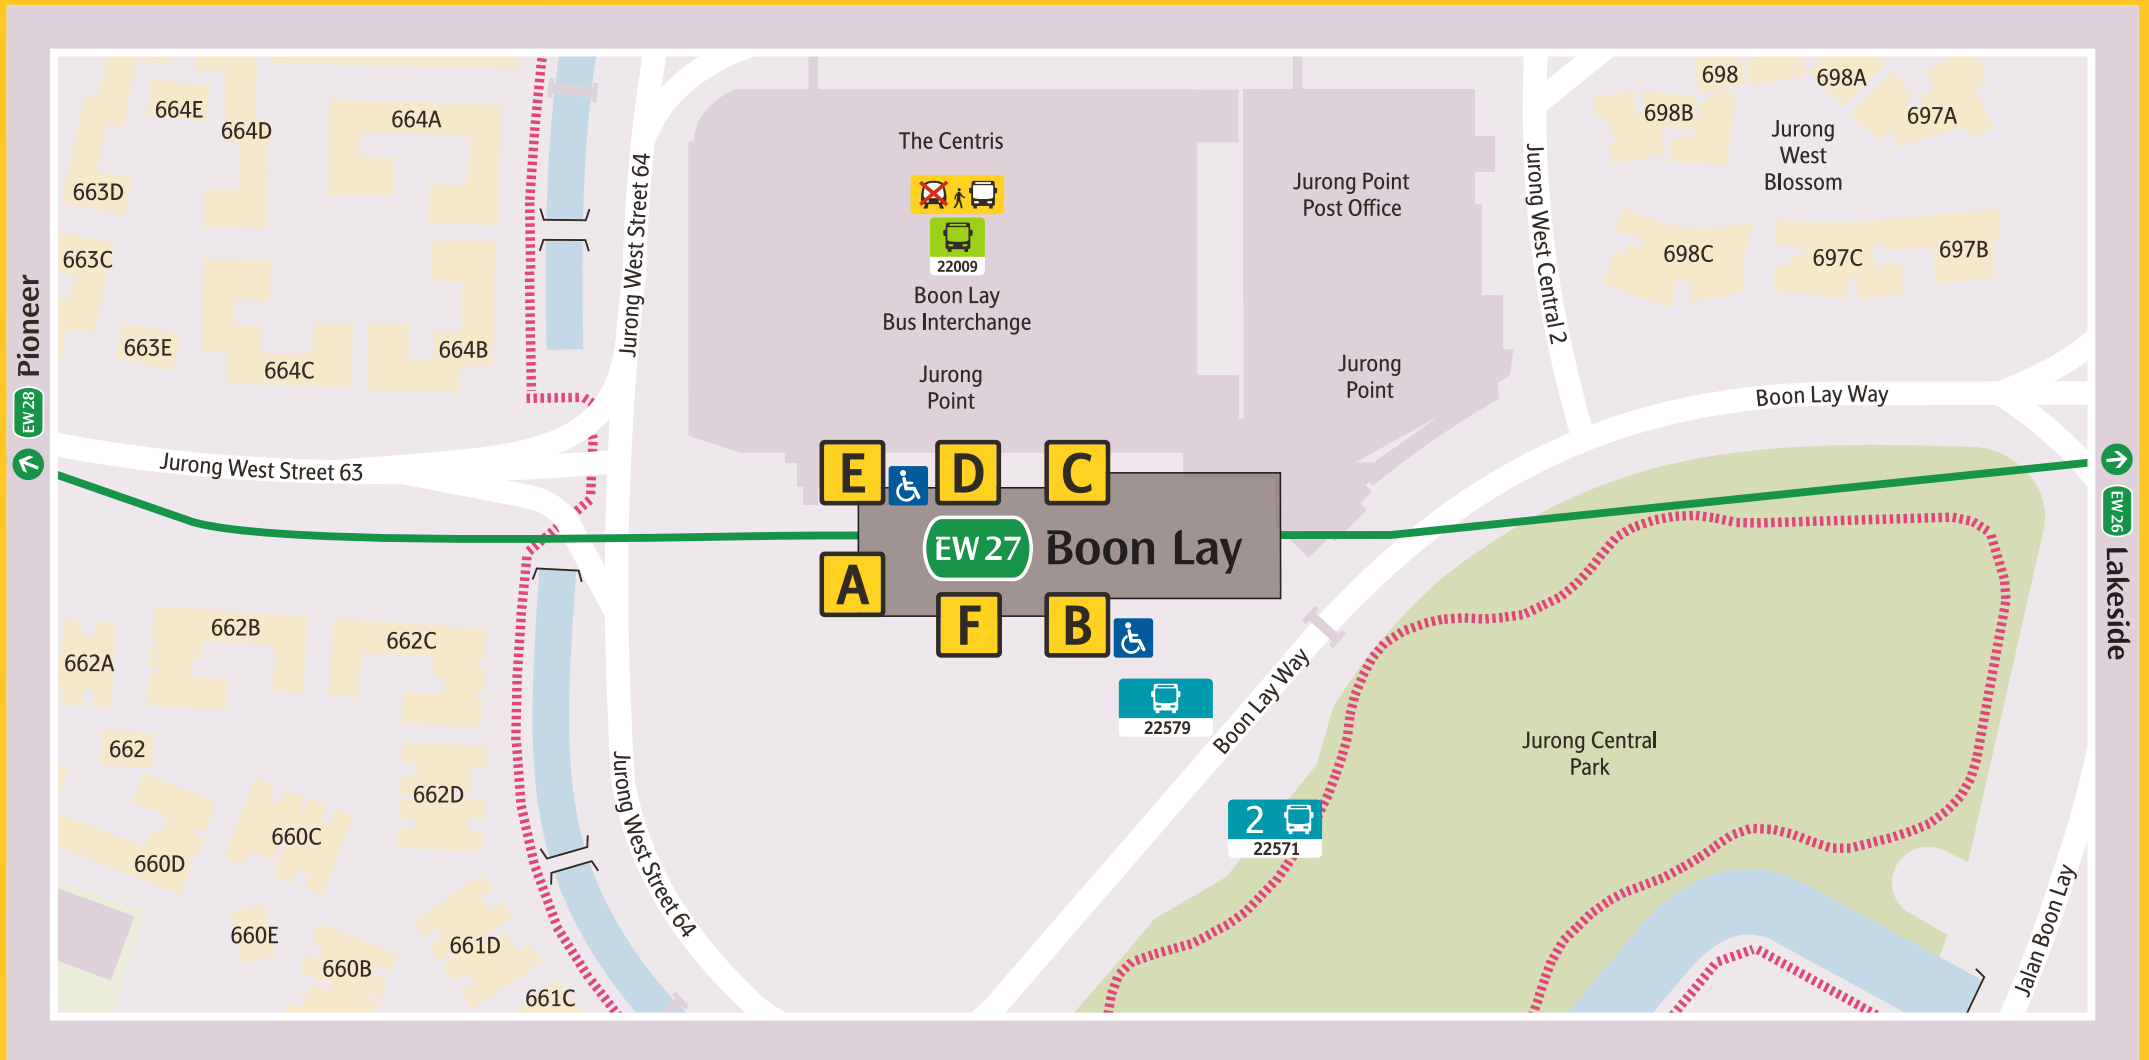 664E
664D
664A
663D
663C
663E
664C
664B
Jurong West Street 64
The Centris
22009
Boon Lay
Bus Interchange
Jurong
Point
Jurong Point
Post Office
Jurong
Point
Jurong West Central 2
698
698A
698B
697A
Jurong
West
Blossom
698C
697C
697B
Boon Lay Way
Pioneer
EW28
Jurong West Street 63
E
D
C
EW 27
Boon Lay
A
F
B
EW26
Lakeside
662B
662C
662A
662
662D
660C
660D
660E
660B
661D
661C
Jurong West Street 64
22579
Boon Lay Way
2
22571
Jurong Central
Park
Jalan Boon Lay